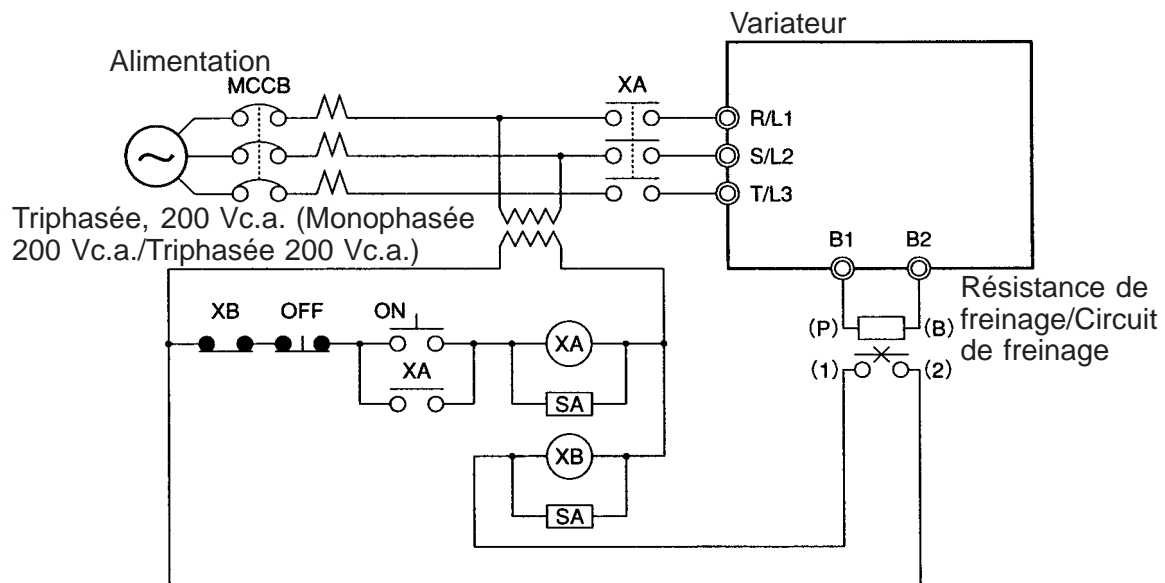 Variateur
Alimentation
MCCB
XA
R/L1
S/L2
T/L3
Triphasée, 200 Vc.a. (Monophasée
200 Vc.a./Triphasée 200 Vc.a.)
B1 B2
XB OFF ON
XA
XA
SA
XB
SA
(P) (B)
(1) (2)
Résistance de
freinage/Circuit
de freinage